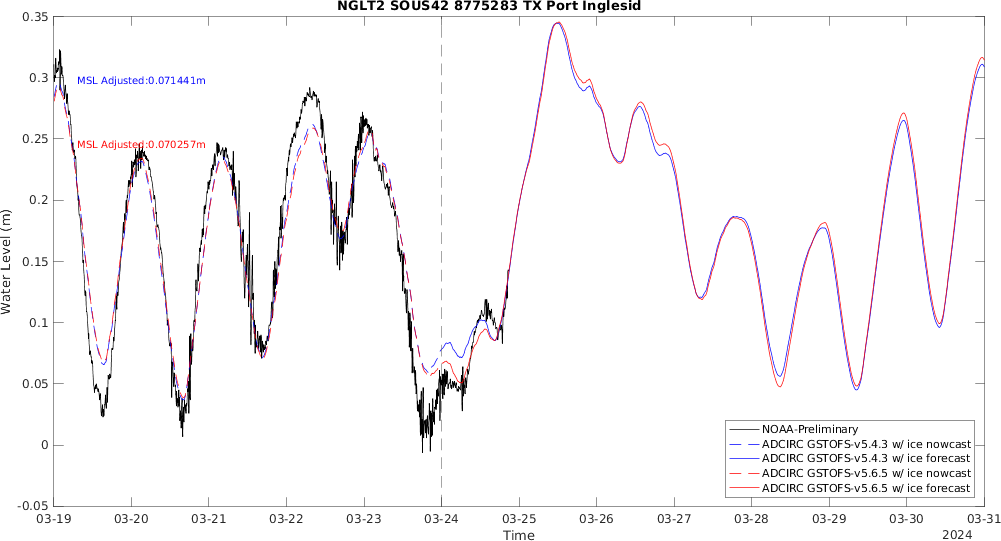 NGLT2 SOUS42 8775283 TX Port Inglesid
0.35
0.3
0.25
0.2
0.15
0.1
0.05
0
-0.05
Water Level (m)
MSL Adjusted:0.071441m
MSL Adjusted:0.070257m
NOAA-Preliminary
ADCIRC GSTOFS-v5.4.3 w/ ice nowcast
ADCIRC GSTOFS-v5.4.3 w/ ice forecast
ADCIRC GSTOFS-v5.6.5 w/ ice nowcast
ADCIRC GSTOFS-v5.6.5 w/ ice forecast
03-19 03-20 03-21 03-22 03-23 03-24 03-25 03-26 03-27 03-28 03-29 03-30 03-31
Time
2024